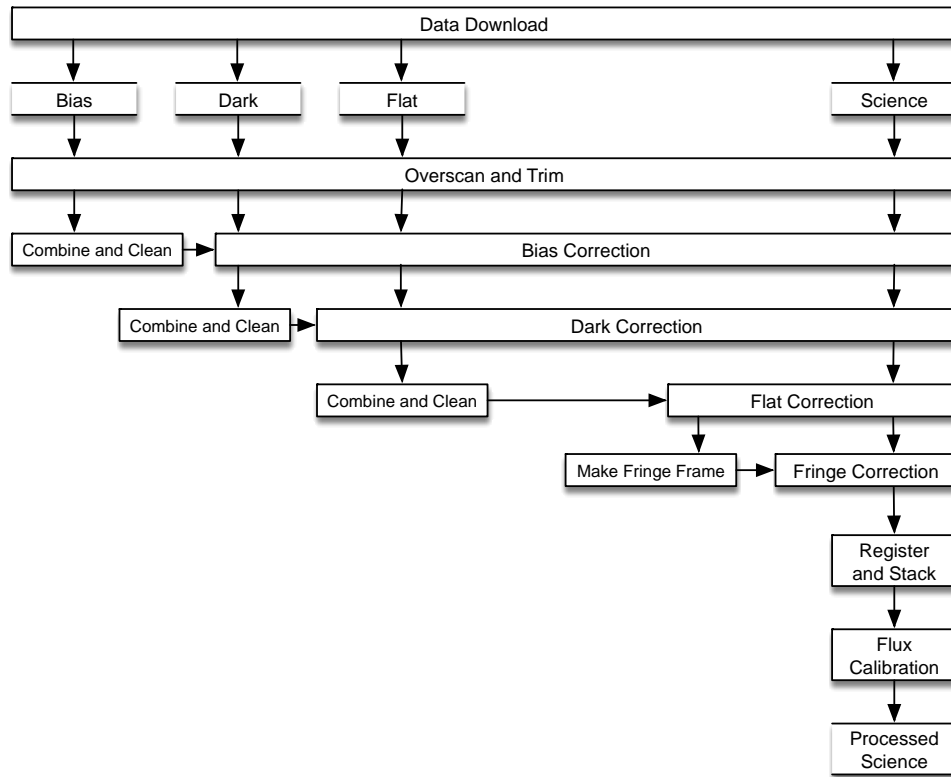 Data Download
Bias
Dark
Flat
Science
Overscan and Trim
Combine and Clean
Bias Correction
Combine and Clean
Dark Correction
Combine and Clean
Flat Correction
Make Fringe Frame
Fringe Correction
Register
and Stack
Flux
Calibration
Processed
Science